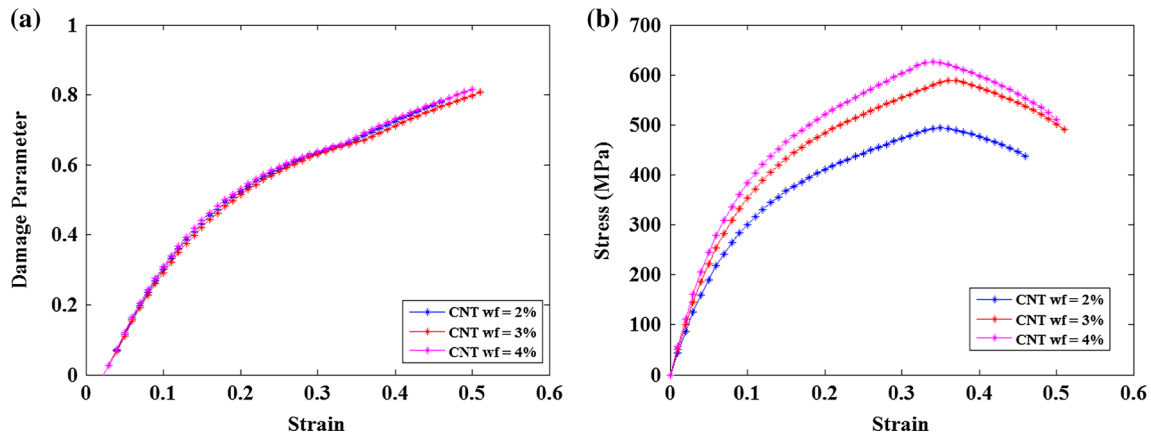 (a)
1
0.8
0.6
0.4
0.2
0
Damage Parameter
0
0.1
0.2
0.3
0.4
0.5
0.6
Strain
CNT wf = 2%
CNT wf = 3%
CNT wf = 4%
(b)
700
600
500
400
300
200
100
0
Stress (MPa)
0
0.1
0.2
0.3
0.4
0.5
0.6
Strain
CNT wf = 2%
CNT wf = 3%
CNT wf = 4%